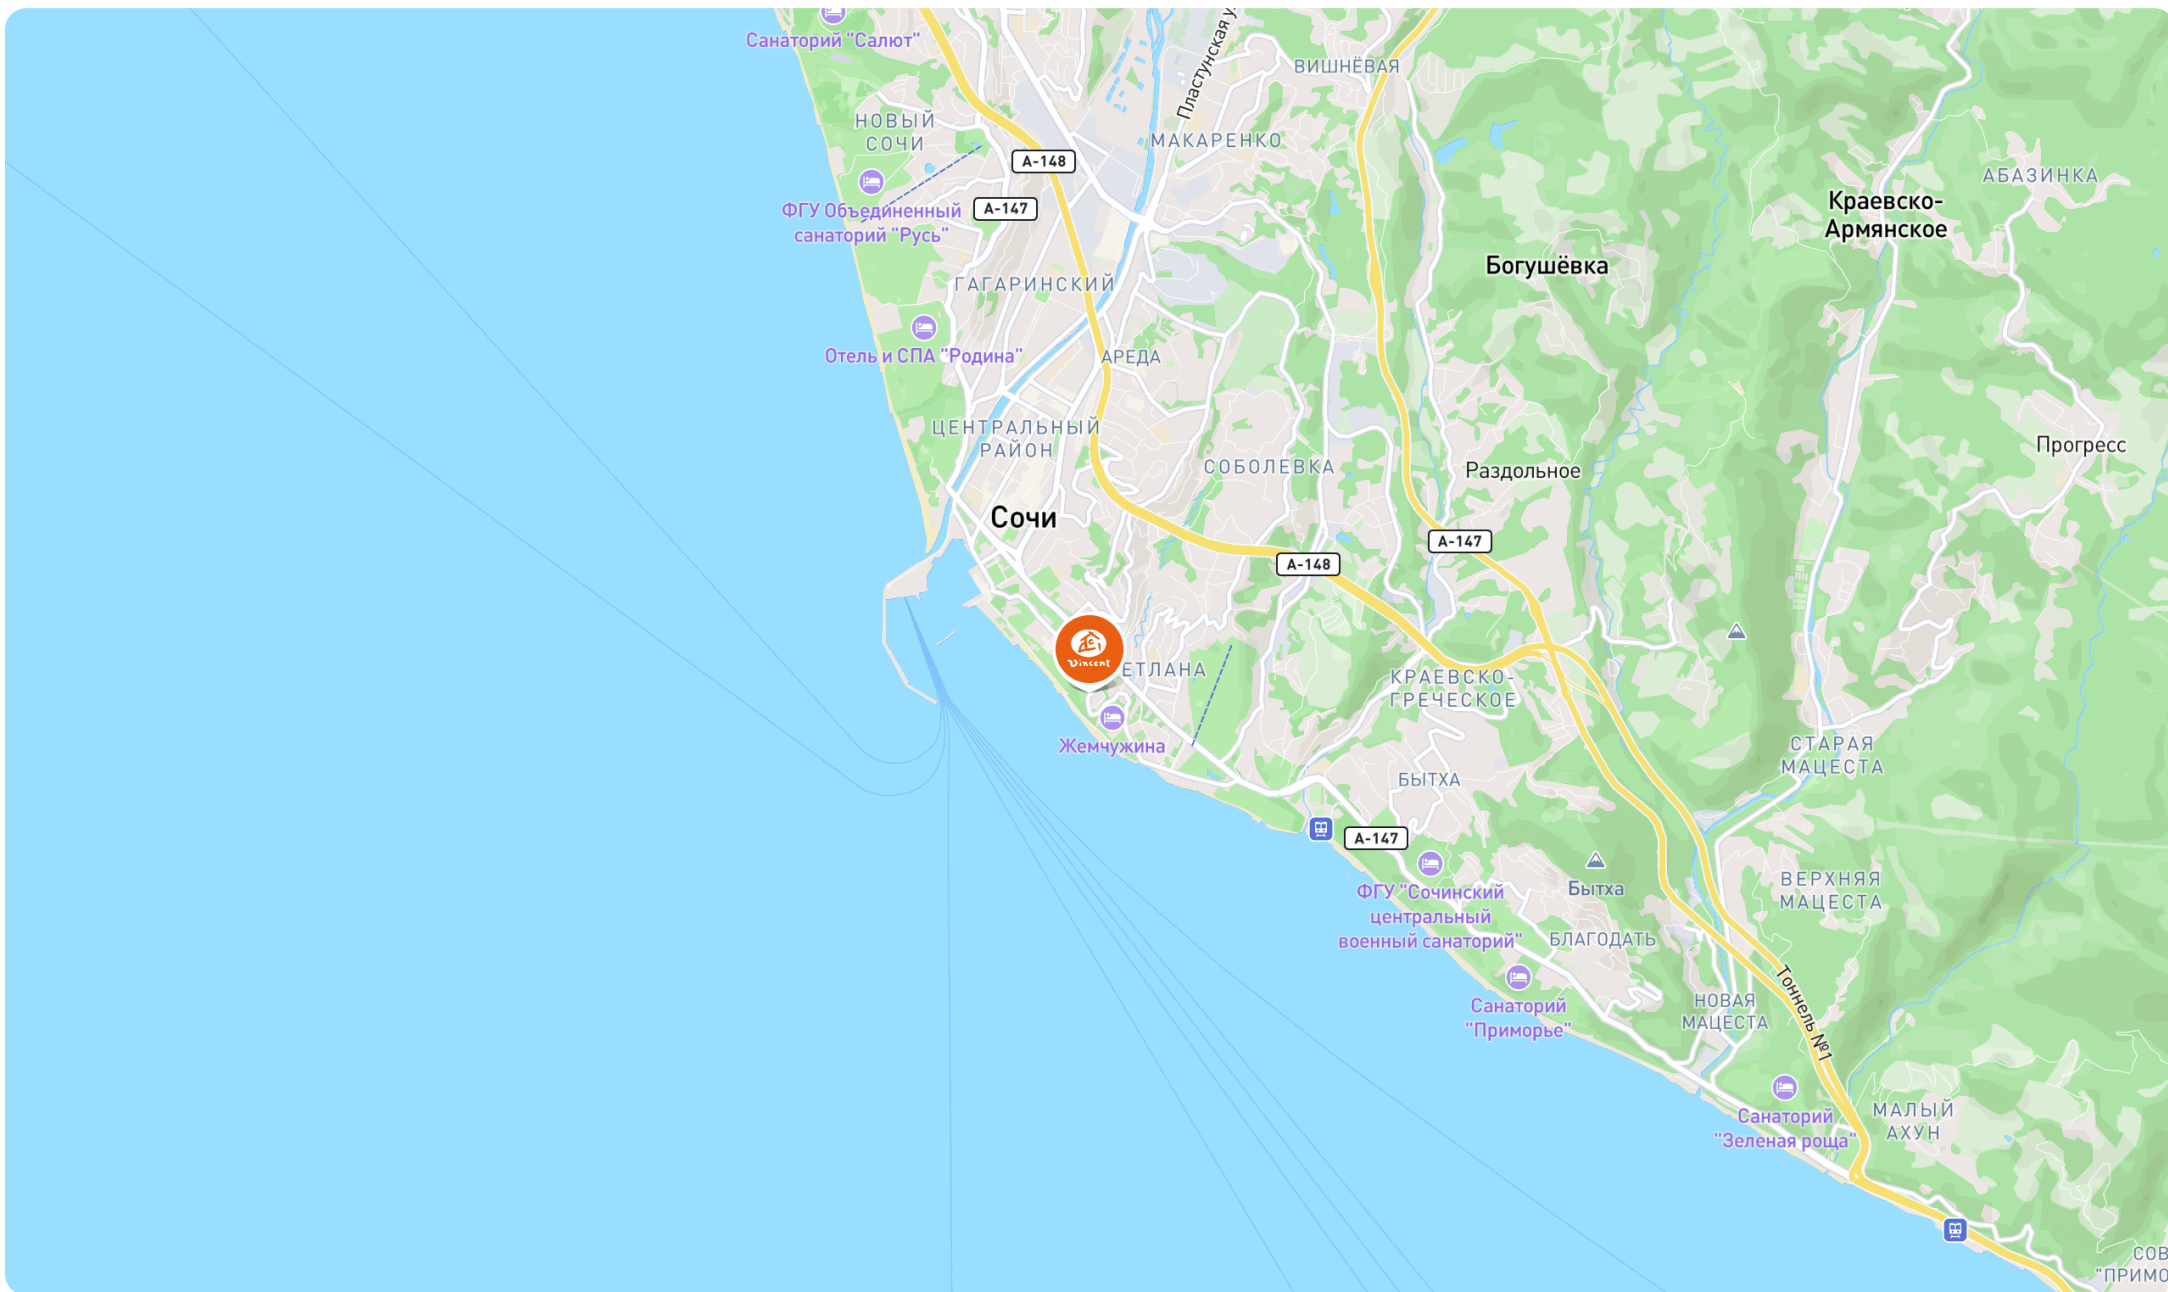 Санаторий "Салют"
Пластунская у
ВИШНЁВАЯ
НОВЫЙ
СОЧИ
МАКАРЕНКО
А-148
АБАЗИНКА
ФГУ Объединенный
санаторий "Русь"
А-147
Краевско-
Армянское
Богушёвка
ГАГАРИНСКИЙ
Отель и СПА "Родина"
АРЕДА
ЦЕНТРАЛЬНЫЙ
РАЙОН
СОБОЛЕВКА
Раздольное
Прогресс
Сочи
А-147
А-148
Vincent
ЕТЛАНА
КРАЕВСКО-
ГРЕЧЕСКОЕ
Жемчужина
СТАРАЯ
МАЦЕСТА
БЫТХА
А-147
ФГУ "Сочинский
центральный
военный санаторий"
Бытха
ВЕРХНЯЯ
МАЦЕСТА
БЛАГОДАТЬ
Санаторий
"Приморье"
НОВАЯ
МАЦЕСТА
Тоннель №1
Санаторий
"Зеленая роща"
МАЛЫЙ
АХУН
СОВ
"ПРИМО